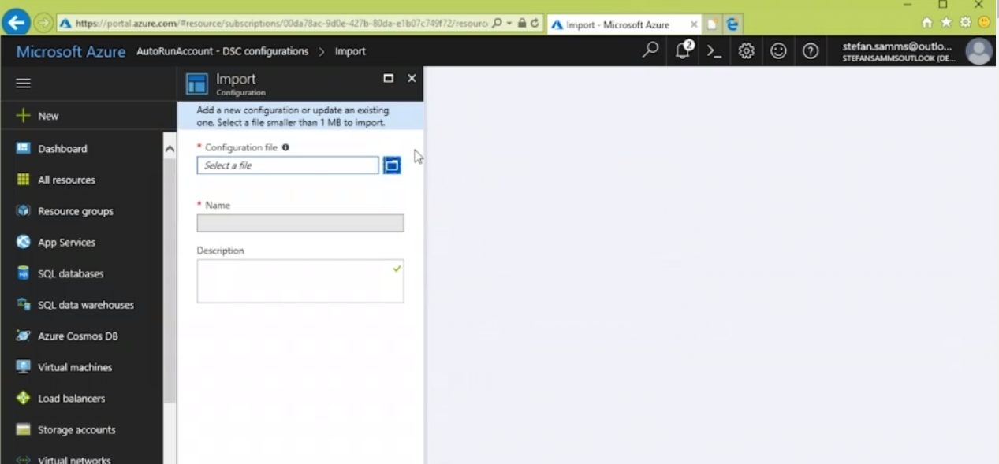 https://portal.azure.com/#resource/subscriptions/00da78ac-9d0e-427b-80da-e1b07c749f72/resourc
Import - Microsoft Azure
Microsoft Azure AutoRunAccount - DSC configurations > Import
2
stefan.samms@outlo...
STEFANSAMMSOUTLOOK (DE...
Import
Configuration
New
Add a new configuration or update an existing
one. Select a file smaller than 1 MB to import.
Dashboard
* Configuration file
Select a file
All resources
Resource groups
* Name
App Services
Description
SQL databases
SQL data warehouses
Azure Cosmos DB
Virtual machines
Load balancers
Storage accounts
Virtual networks